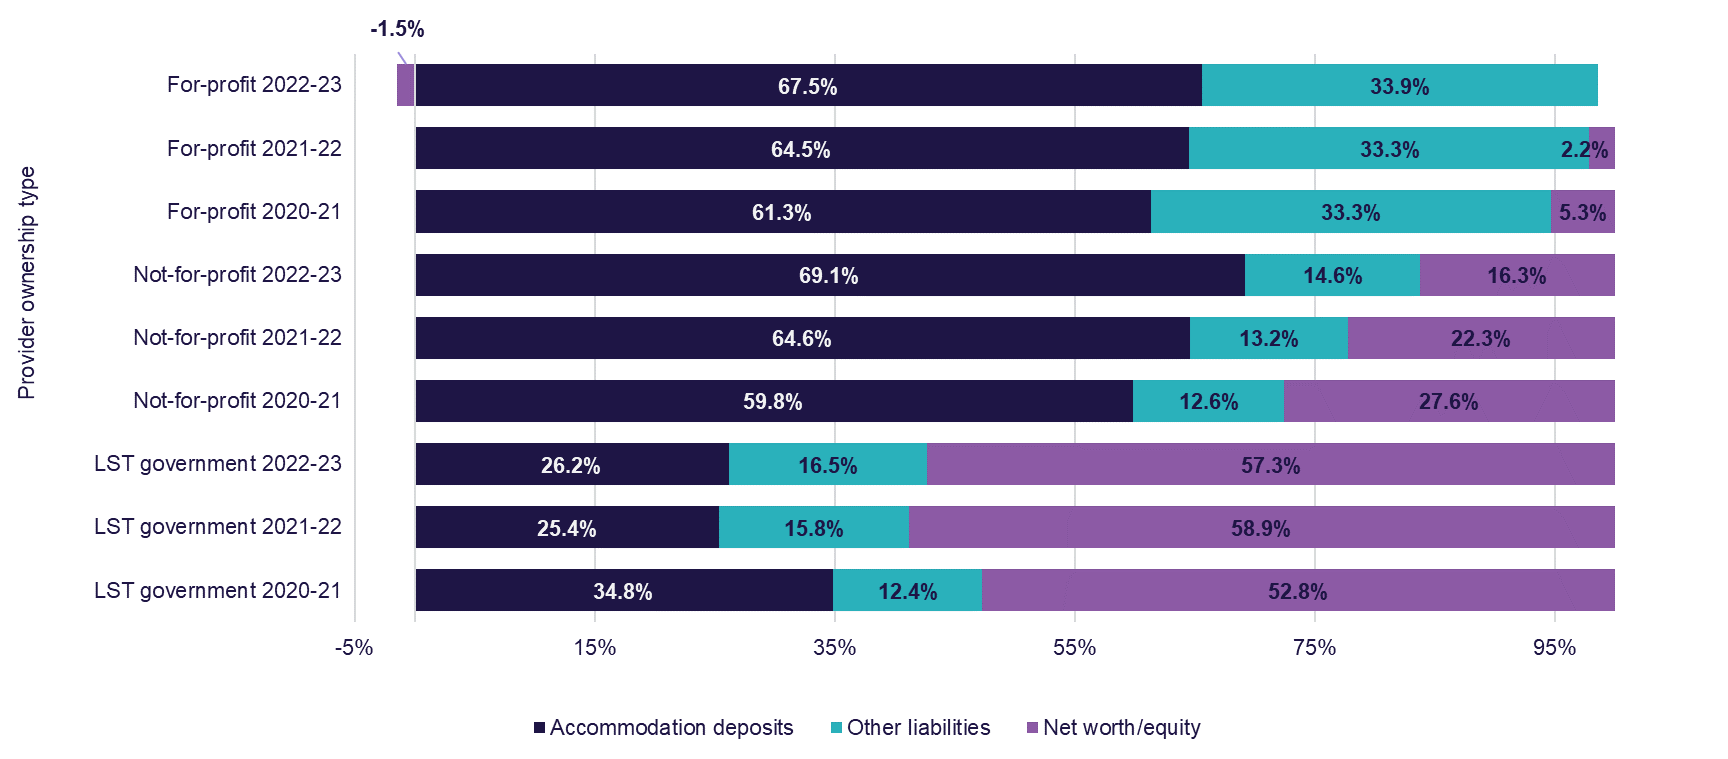 -1.5%
For-profit 2022-23 67.5% 33.9%
For-profit 2021-22 64.5% 33.3% 2.2%
For-profit 2020-21 61.3% 33.3% 5.3%
Not-for-profit 2022-23 69.1% 14.6% 16.3%
Not-for-profit 2021-22 64.6% 13.2% 22.3%
Not-for-profit 2020-21 59.8% 12.6% 27.6%
LST government 2022-23 26.2% 16.5% 57.3%
LST government 2021-22 25.4% 15.8% 58.9%
LST government 2020-21 34.8% 12.4% 52.8%
Provider ownership type
-5% 15% 35% 55% 75% 95%
Accommodation deposits Other liabilities Net worth/equity